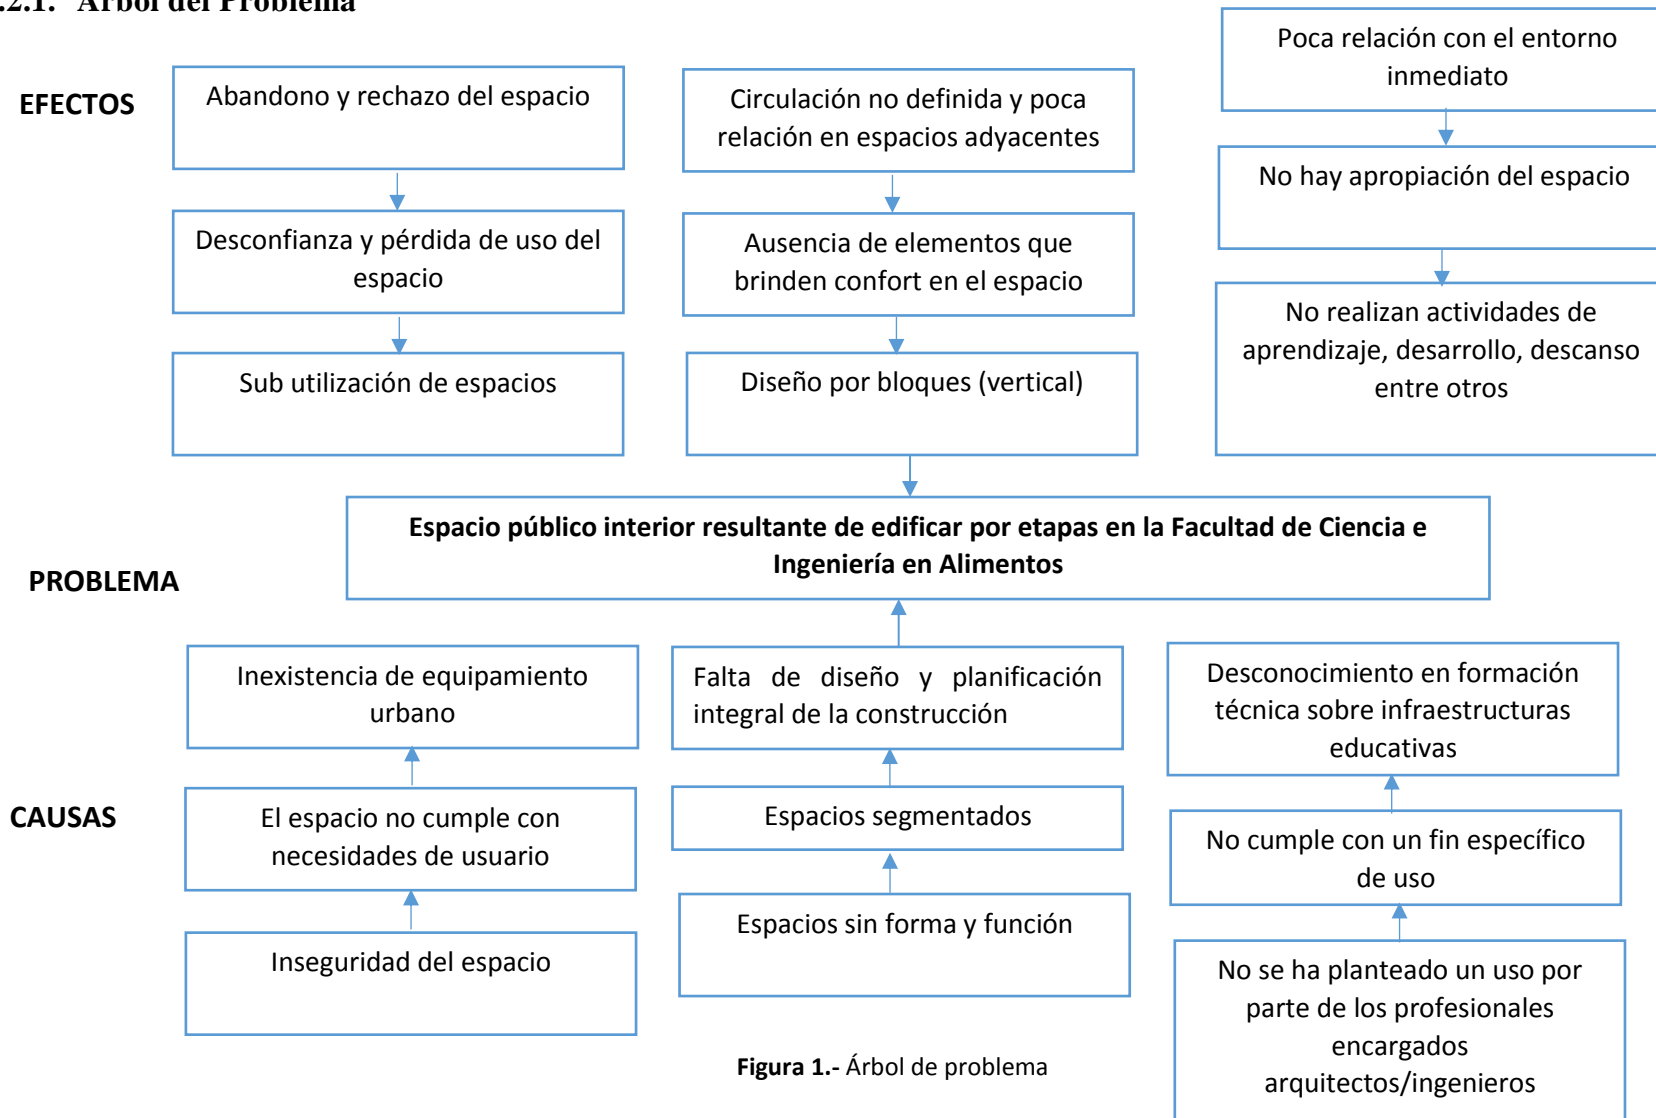 .2.1. Árbol del Problema
EFECTOS
Abandono y rechazo del espacio
Desconfianza y pérdida de uso del
espacio
Sub utilización de espacios
Circulación no definida y poca
relación en espacios adyacentes
Ausencia de elementos que
brinden confort en el espacio
Diseño por bloques (vertical)
Poca relación con el entorno
inmediato
No hay apropiación del espacio
No realizan actividades de
aprendizaje, desarrollo, descanso
entre otros
PROBLEMA
Espacio público interior resultante de edificar por etapas en la Facultad de Ciencia e
Ingeniería en Alimentos
CAUSAS
Inexistencia de equipamiento
urbano
El espacio no cumple con
necesidades de usuario
Inseguridad del espacio
Falta de diseño y planificación
integral de la construcción
Espacios segmentados
Espacios sin forma y función
Desconocimiento en formación
técnica sobre infraestructuras
educativas
No cumple con un fin específico
de uso
No se ha planteado un uso por
parte de los profesionales
encargados
arquitectos/ingenieros
Figura 1.- Árbol de problema